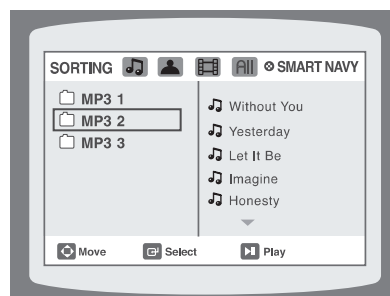 SORTING All SMART NAVY
MP3 1
MP3 2
MP3 3
Without You
Yesterday
Let It Be
Imagine
Honesty
Move Select Play